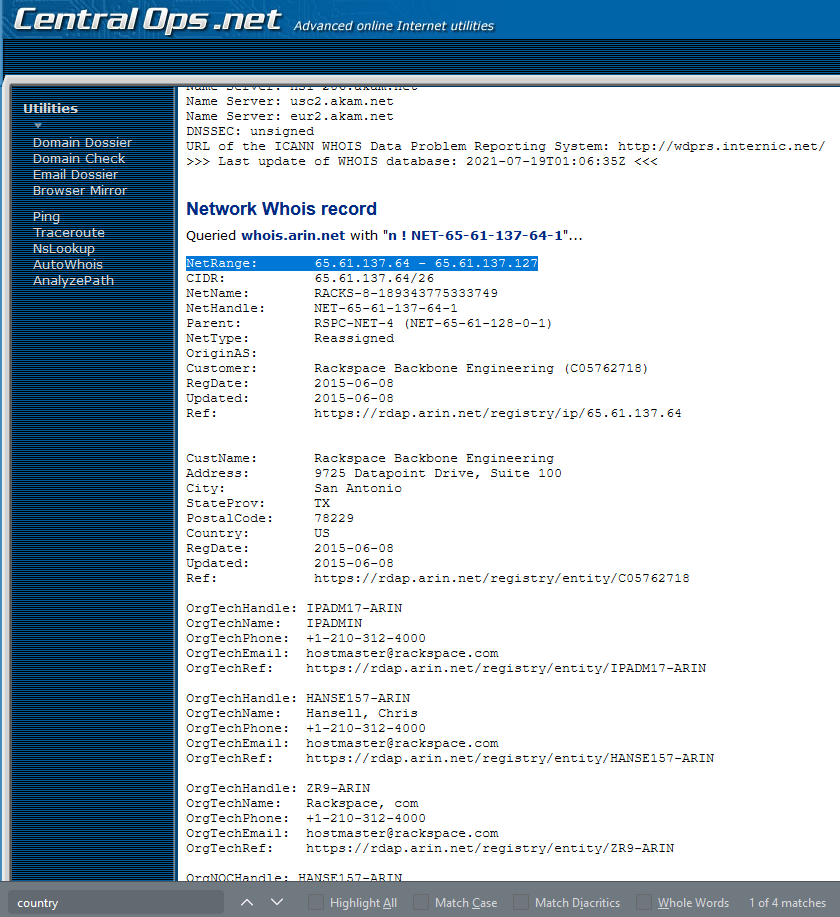 Central Ops .net Advanced online Internet utilities
Utilities
Domain Dossier
Domain Check
Email Dossier
Browser Mirror
Ping
Traceroute
NsLookup
AutoWhois
AnalyzePath
Name Server: usc2.akam.net
Name Server: eur2.akam.net
DNSSEC: unsigned
URL of the ICANN WHOIS Data Problem Reporting System: http://wdprs.internic.net/
>>> Last update of WHOIS database: 2021-07-19T01:06:35Z <<<
Network Whois record
Queried whois.arin.net with "n ! NET-65-61-137-64-1"...
NetRange: 65.61.137.64 - 65.61.137.127
CIDR: 65.61.137.64/26
NetName: RACKS-8-189343775333749
NetHandle: NET-65-61-137-64-1
Parent: RSPC-NET-4 (NET-65-61-128-0-1)
NetType: Reassigned
OriginAS:
Customer: Rackspace Backbone Engineering (C05762718)
RegDate: 2015-06-08
Updated: 2015-06-08
Ref: https://rdap.arin.net/registry/ip/65.61.137.64
CustName: Rackspace Backbone Engineering
Address: 9725 Datapoint Drive, Suite 100
City: San Antonio
StateProv: TX
PostalCode: 78229
Country: US
RegDate: 2015-06-08
Updated: 2015-06-08
Ref: https://rdap.arin.net/registry/entity/C05762718
OrgTechHandle: IPADM17-ARIN
OrgTechName: IPADMIN
OrgTechPhone: +1-210-312-4000
OrgTechEmail: hostmaster@rackspace.com
OrgTechRef: https://rdap.arin.net/registry/entity/IPADM17-ARIN
OrgTechHandle: HANSE157-ARIN
OrgTechName: Hansell, Chris
OrgTechPhone: +1-210-312-4000
OrgTechEmail: hostmaster@rackspace.com
OrgTechRef: https://rdap.arin.net/registry/entity/HANSE157-ARIN
OrgTechHandle: ZR9-ARIN
OrgTechName: Rackspace, com
OrgTechPhone: +1-210-312-4000
OrgTechEmail: hostmaster@rackspace.com
OrgTechRef: https://rdap.arin.net/registry/entity/ZR9-ARIN
OrgNOCHandle: HANSE157-ARIN
country Highlight All Match Case Match Diacritics Whole Words 1 of 4 matches